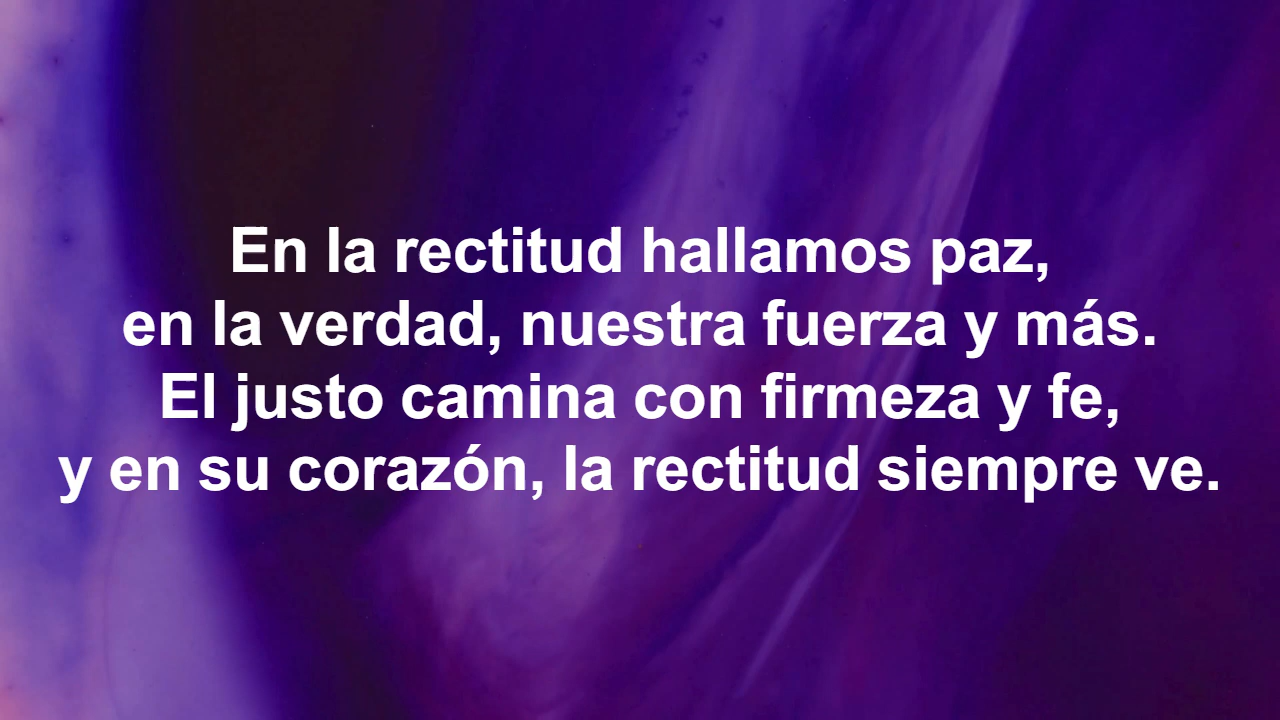 En la rectitud hallamos paz,
en la verdad, nuestra fuerza y más.
El justo camina con firmeza y fe,
y en su corazón, la rectitud siempre ve.